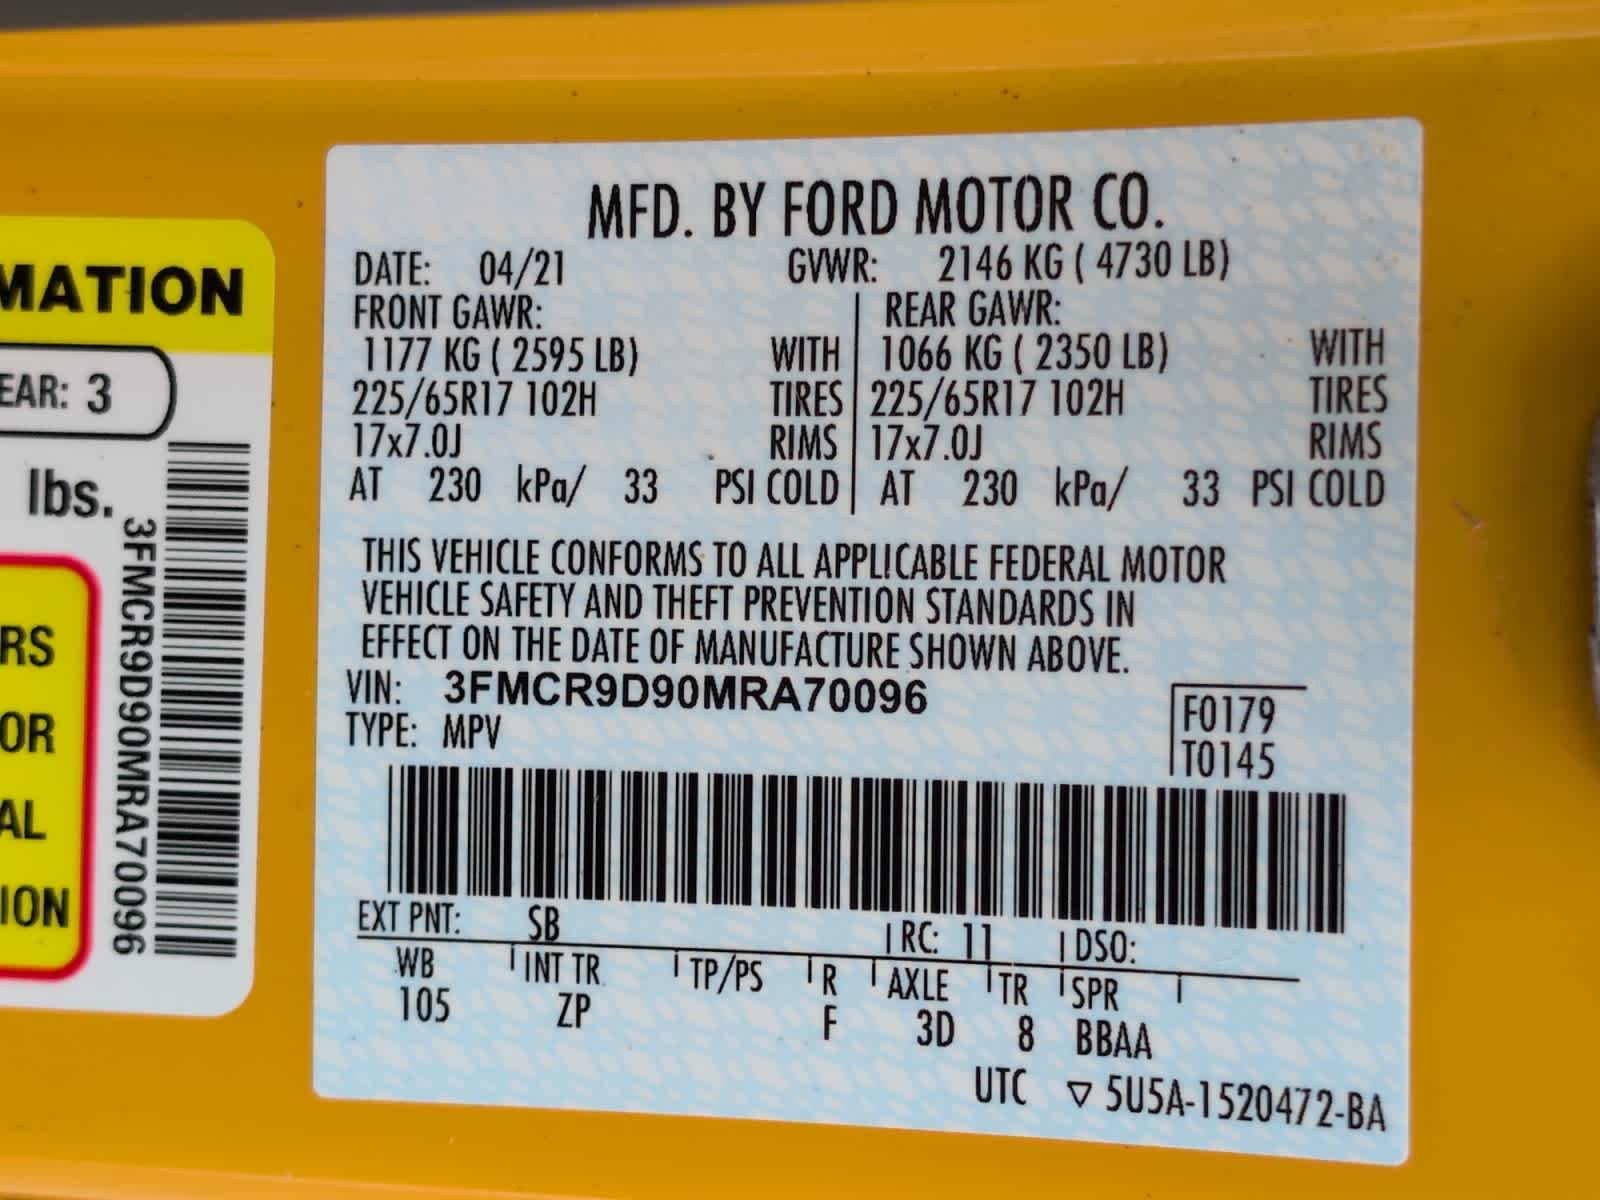 MATION
EAR: 3
lbs.
RS
OR
AL
ION
3FMCR9D90MRA70096
MFD. BY FORD MOTOR CO.
DATE: 04/21 GVWR: 2146 KG ( 4730 LB)
FRONT GAWR: REAR GAWR:
1177 KG ( 2595 LB) WITH 1066 KG ( 2350 LB) WITH
225/65R17 102H TIRES 225/65R17 102H TIRES
17x7.0J RIMS 17x7.0J RIMS
AT 230 kPa/ 33 PSI COLD AT 230 kPa/ 33 PSI COLD
THIS VEHICLE CONFORMS TO ALL APPLICABLE FEDERAL MOTOR
VEHICLE SAFETY AND THEFT PREVENTION STANDARDS IN
EFFECT ON THE DATE OF MANUFACTURE SHOWN ABOVE.
VIN: 3FMCR9D90MRA70096
TYPE: MPV
F0179
T0145
EXT PNT: SB RC: 11 DSO:
WB INT TR TP/PS R AXLE TR SPR
105 ZP F 3D 8 BBAA
UTC ▽ 5U5A-1520472-BA